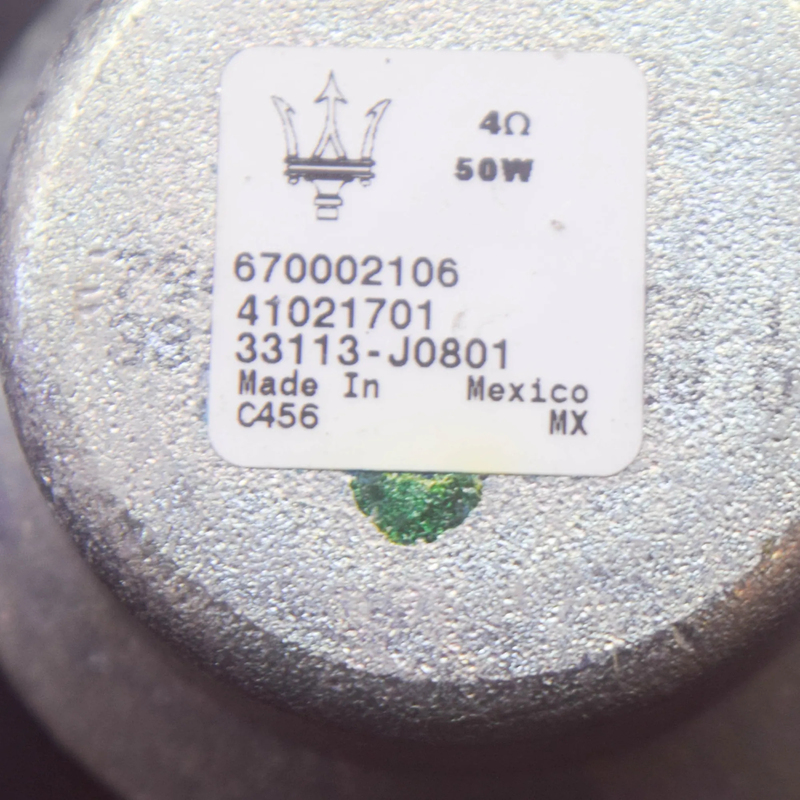 4Ω
50W
670002106
41021701
33113-J0801
Made In Mexico
C456 MX